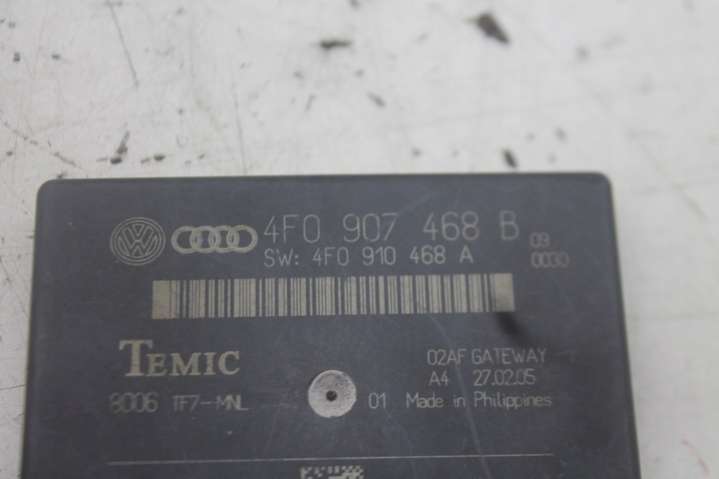 4F0 907 468 B
SW: 4F0 910 468 A
09
0030
TEMIC
02AF GATEWAY
A4 27.02.05
8006 TF7-MNL
01 Made in Philippines